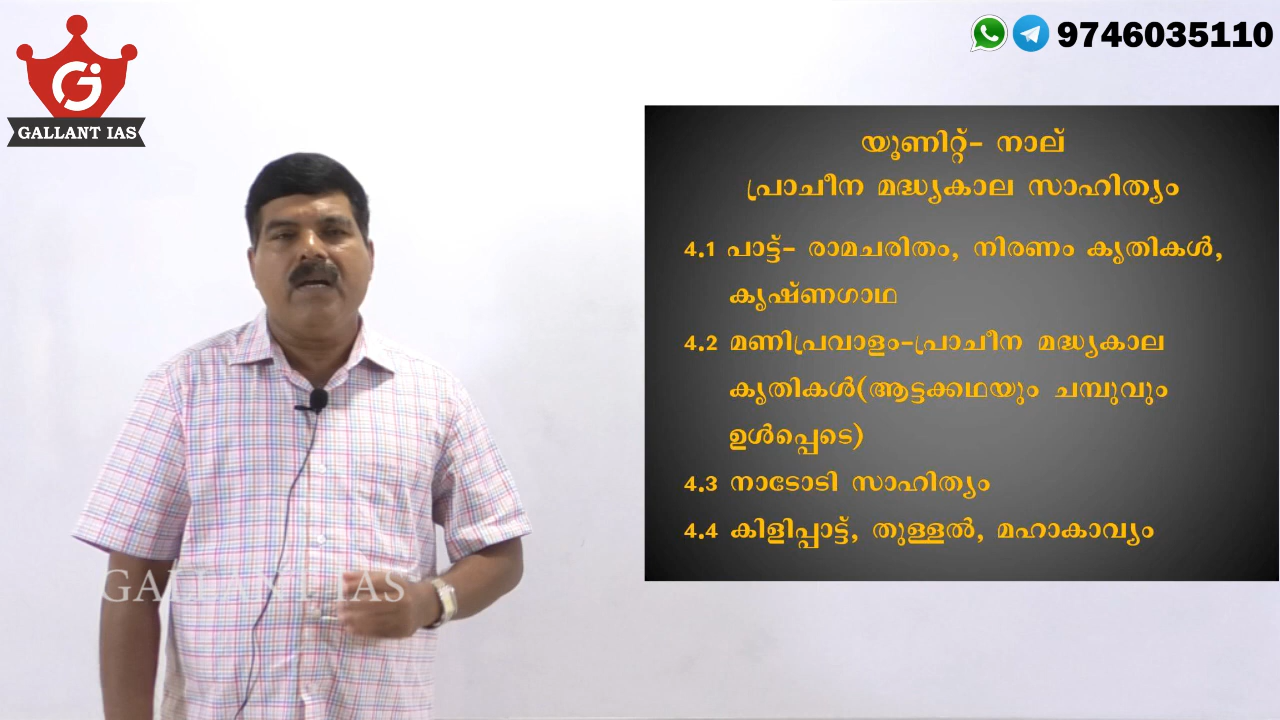 9746035110
GALLANT IAS
യൂണിറ്റ്- നാല്
പ്രാചീന മദ്ധ്യകാല സാഹിത്യം
4.1 പാട്ട്- രാമചരിതം, നിരണം കൃതികൾ,
കൃഷ്ണഗാഥ
4.2 മണിപ്രവാളം-പ്രാചീന മദ്ധ്യകാല
കൃതികൾ(ആട്ടക്കഥയും ചമ്പുവും
ഉൾപ്പെടെ)
4.3 നാടോടി സാഹിത്യം
4.4 കിളിപ്പാട്ട്, തുള്ളൽ, മഹാകാവ്യം
GALLANT IAS